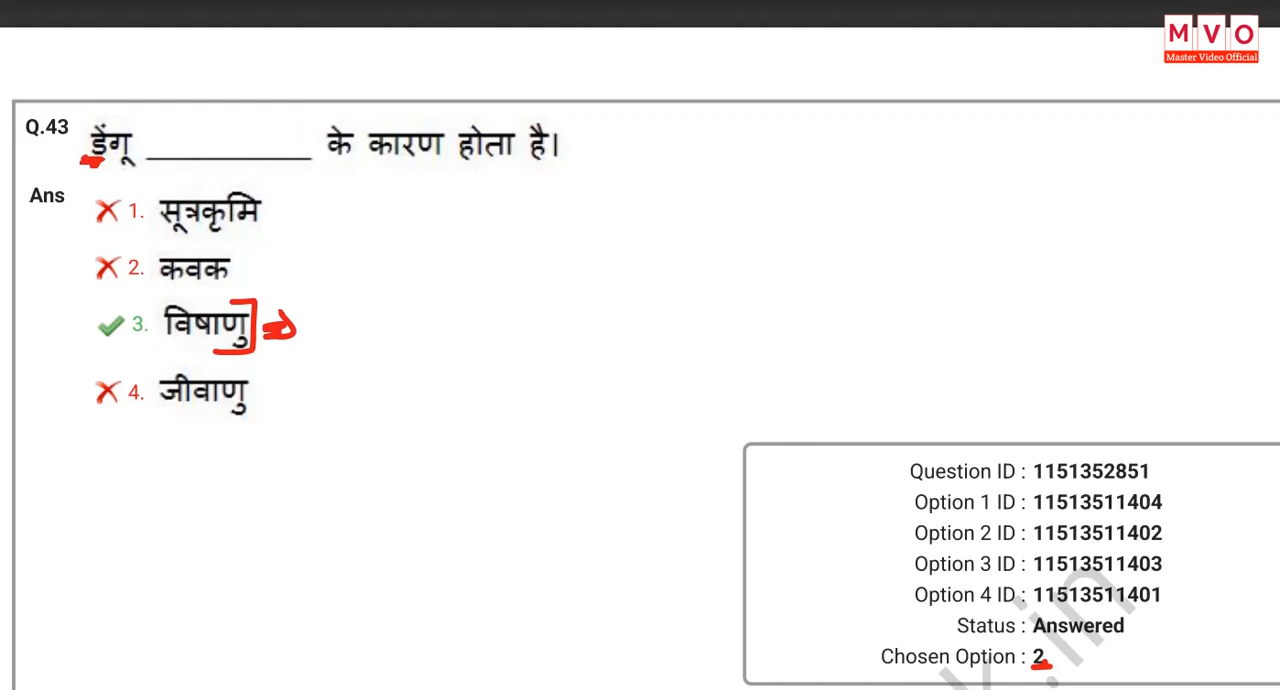 M V O
Master Video Official
Q.43 डेंगू __________ के कारण होता है।
Ans 1. सूत्रकृमि
2. कवक
3. विषाणु
4. जीवाणु
Question ID : 1151352851
Option 1 ID : 11513511404
Option 2 ID : 11513511402
Option 3 ID : 11513511403
Option 4 ID : 11513511401
Status : Answered
Chosen Option : 2
k.in